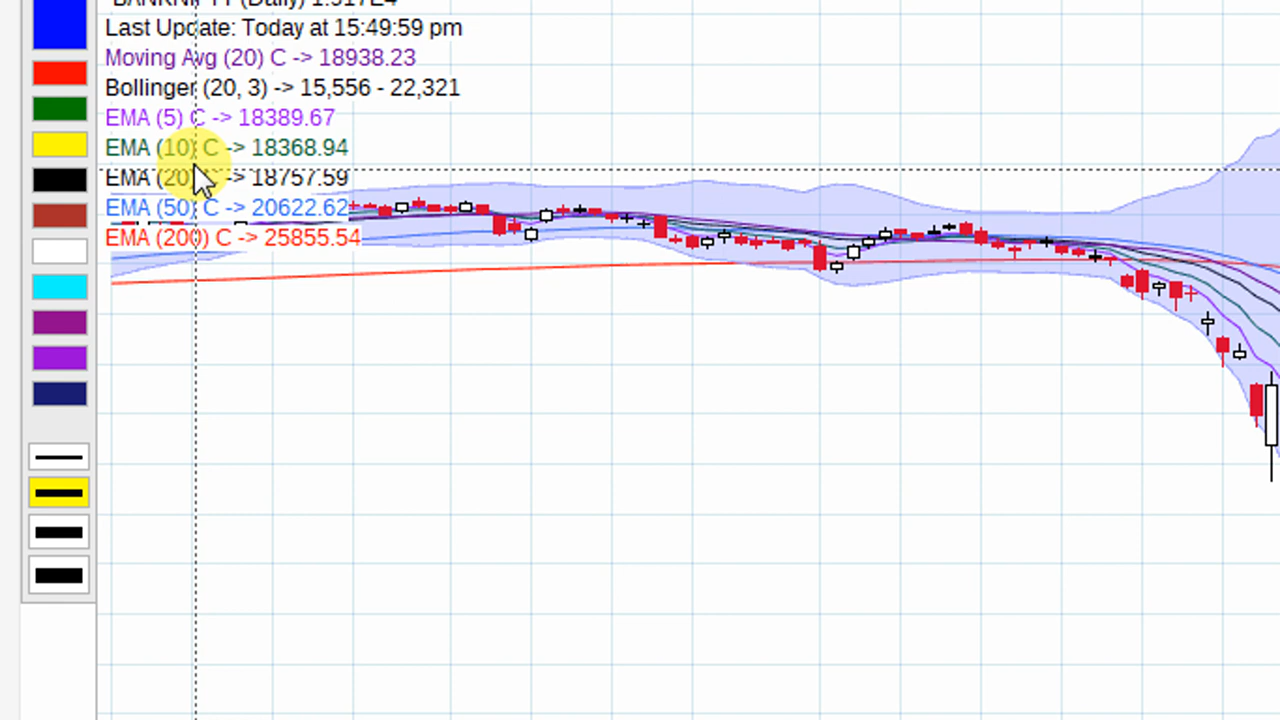 (Daily)
Last Update: Today at 15:49:59 pm
Moving Avg (20) C -> 18938.23
Bollinger (20, 3) -> 15,556 - 22,321
EMA (5) C -> 18389.67
EMA (10) C -> 18368.94
EMA (20) C -> 18757.59
EMA (50) C -> 20622.62
EMA (200) C -> 25855.54